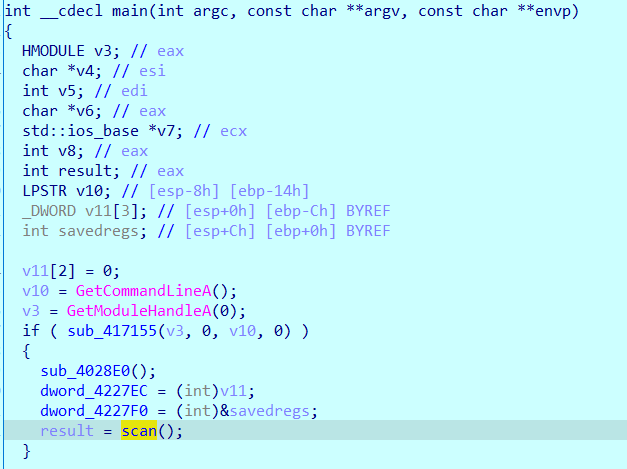 int __cdecl main(int argc, const char **argv, const char **envp)
{
HMODULE v3; // eax
char *v4; // esi
int v5; // edi
char *v6; // eax
std::ios_base *v7; // ecx
int v8; // eax
int result; // eax
LPSTR v10; // [esp-8h] [ebp-14h]
_DWORD v11[3]; // [esp+0h] [ebp-Ch] BYREF
int savedregs; // [esp+Ch] [ebp+0h] BYREF
v11[2] = 0;
v10 = GetCommandLineA();
v3 = GetModuleHandleA(0);
if ( sub_417155(v3, 0, v10, 0) )
{
sub_4028E0();
dword_4227EC = (int)v11;
dword_4227F0 = (int)&savedregs;
result = scan();
}